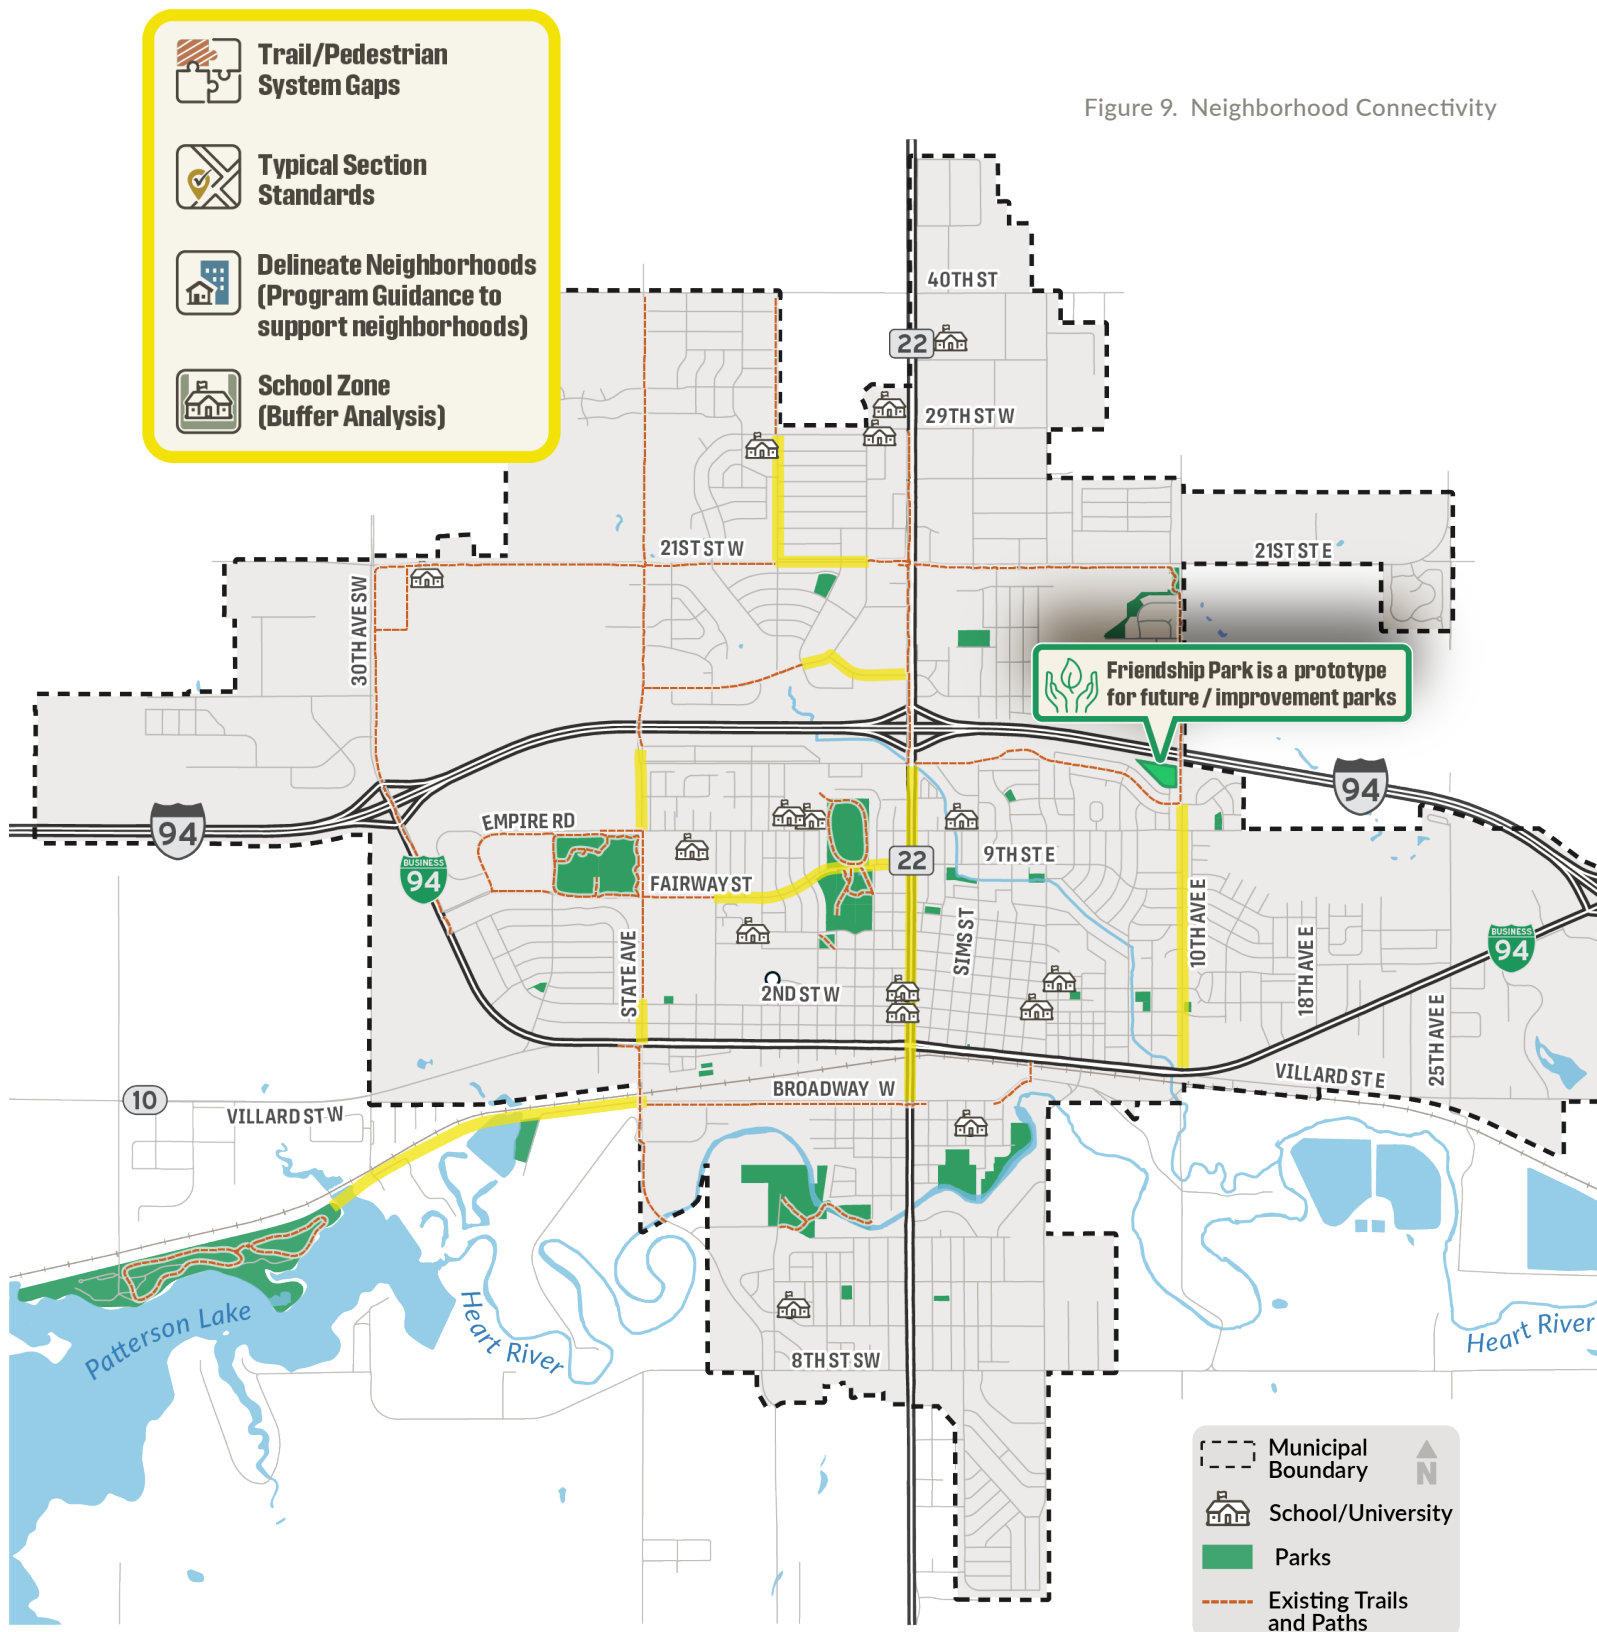 Trail/Pedestrian
System Gaps
Typical Section
Standards
Delineate Neighborhoods
(Program Guidance to
support neighborhoods)
School Zone
(Buffer Analysis)
Figure 9. Neighborhood Connectivity
40TH ST
22
29TH ST W
21ST ST W
21ST ST E
30TH AVE SW
Friendship Park is a prototype
for future / improvement parks
94
94
EMPIRE RD
BUSINESS
94
FAIRWAY ST
22
9TH ST E
SIMS ST
10TH AVE E
18TH AVE E
BUSINESS
94
STATE AVE
2ND ST W
25TH AVE E
10
VILLARD ST W
BROADWAY W
VILLARD ST E
Patterson Lake
Heart River
Heart River
8TH ST SW
Municipal
Boundary
N
School/University
Parks
Existing Trails
and Paths